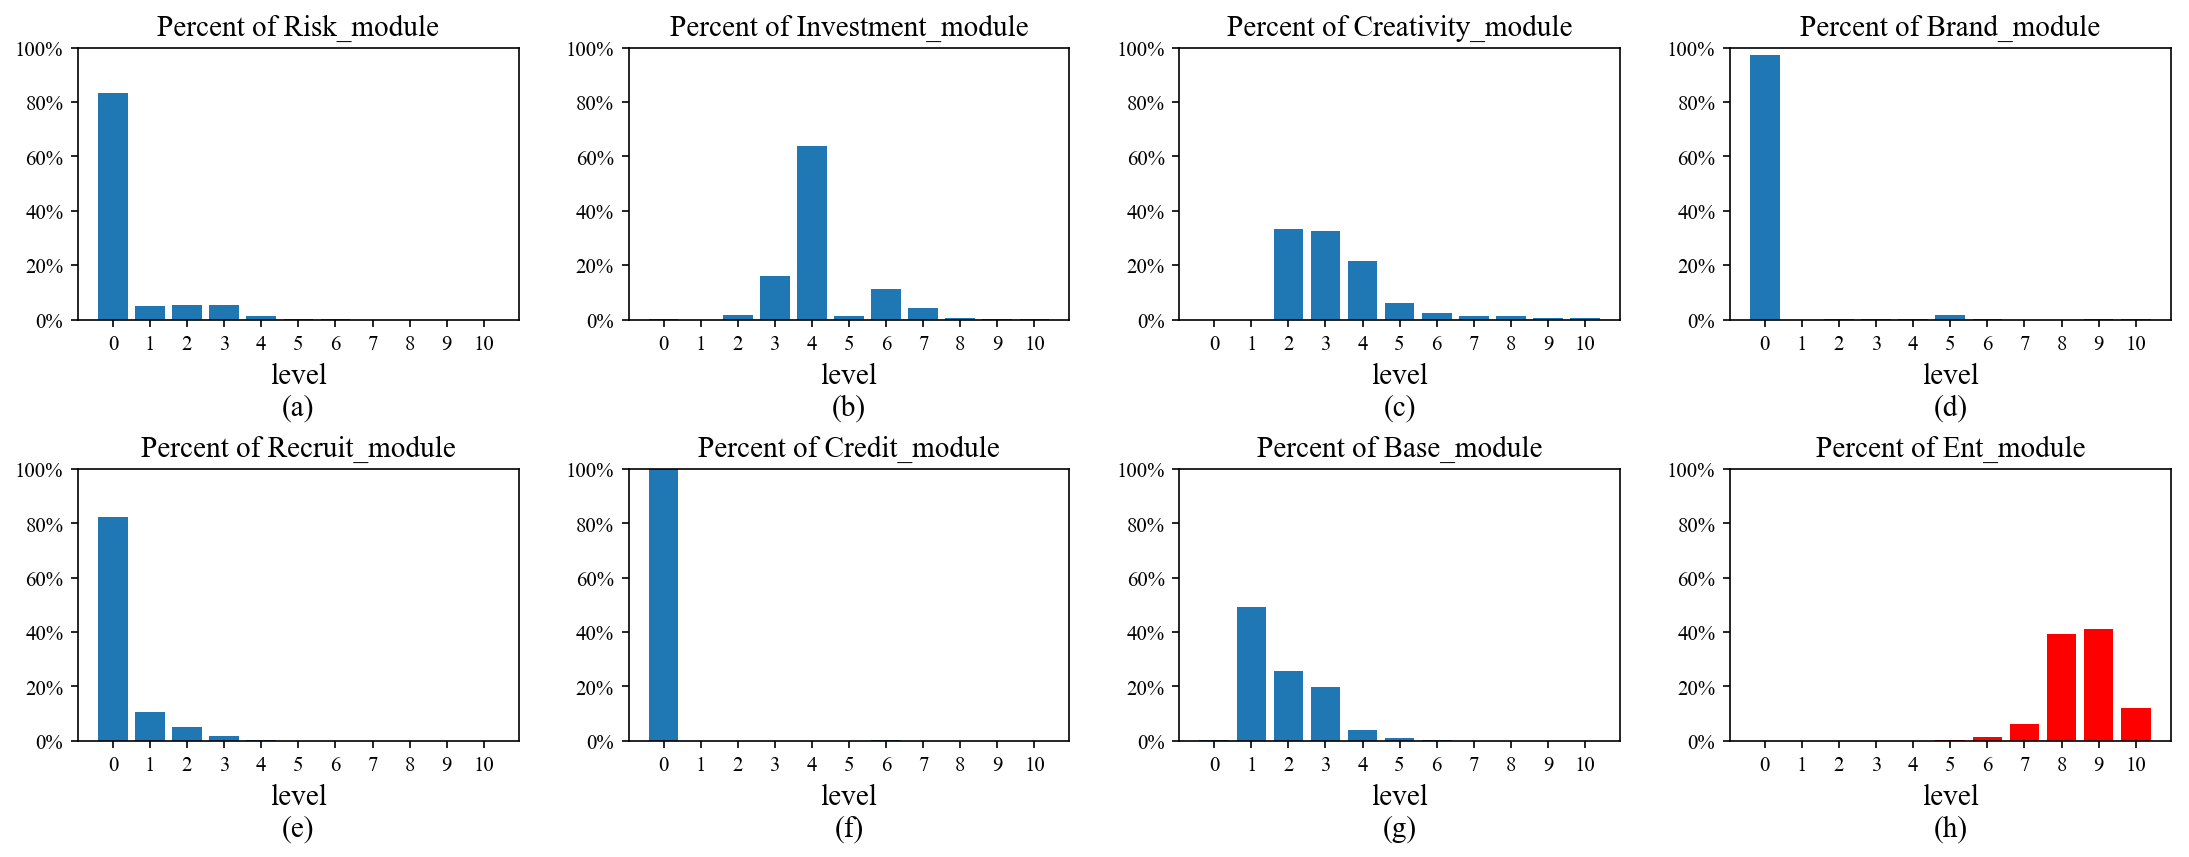 Percent of Risk_module
100%
80%
60%
40%
20%
0%
0 1 2 3 4 5 6 7 8 9 10
level
(a)
Percent of Investment_module
100%
80%
60%
40%
20%
0%
0 1 2 3 4 5 6 7 8 9 10
level
(b)
Percent of Creativity_module
100%
80%
60%
40%
20%
0%
0 1 2 3 4 5 6 7 8 9 10
level
(c)
Percent of Brand_module
100%
80%
60%
40%
20%
0%
0 1 2 3 4 5 6 7 8 9 10
level
(d)
Percent of Recruit_module
100%
80%
60%
40%
20%
0%
0 1 2 3 4 5 6 7 8 9 10
level
(e)
Percent of Credit_module
100%
80%
60%
40%
20%
0%
0 1 2 3 4 5 6 7 8 9 10
level
(f)
Percent of Base_module
100%
80%
60%
40%
20%
0%
0 1 2 3 4 5 6 7 8 9 10
level
(g)
Percent of Ent_module
100%
80%
60%
40%
20%
0%
0 1 2 3 4 5 6 7 8 9 10
level
(h)